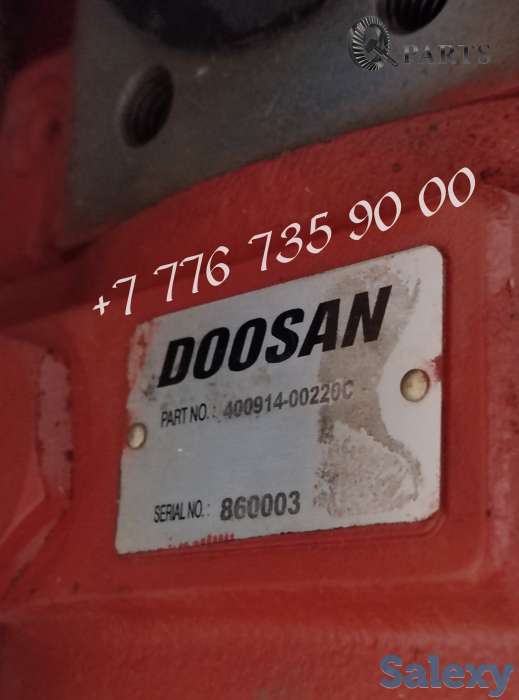 PARTS
+7 776 735 90 00
DOOSAN
PART NO.: 400914-00220C
SERIAL NO.: 860003
Salexy